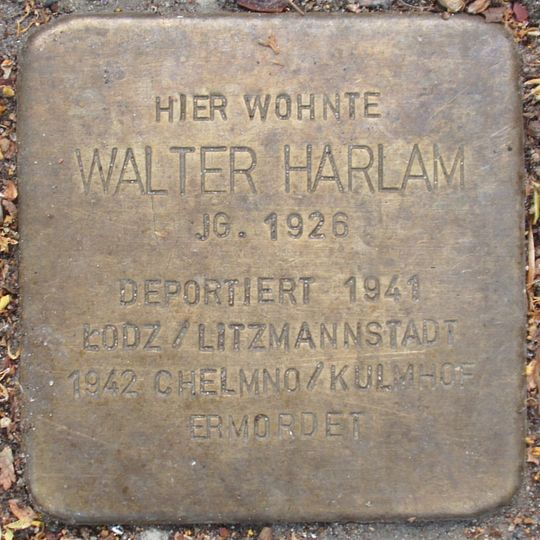 HIER WOHNTE
WALTER HARLAM
JG. 1926
DEPORTIERT 1941
ŁODZ / LITZMANNSTADT
1942 CHELMNO / KULMHOF
ERMORDET